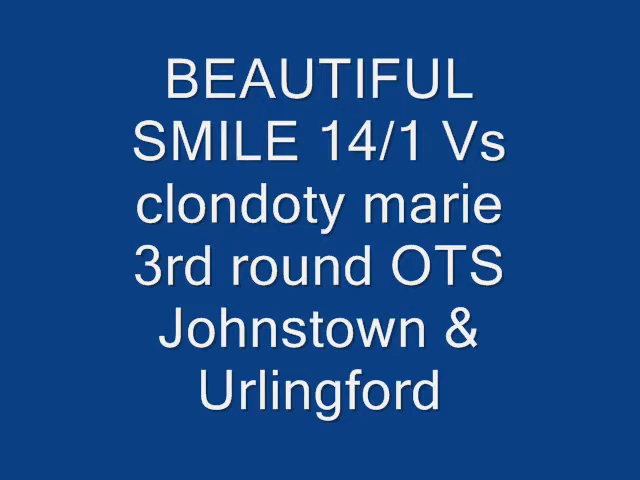 BEAUTIFUL
SMILE 14/1 Vs
clondoty marie
3rd round OTS
Johnstown &
Urlingford